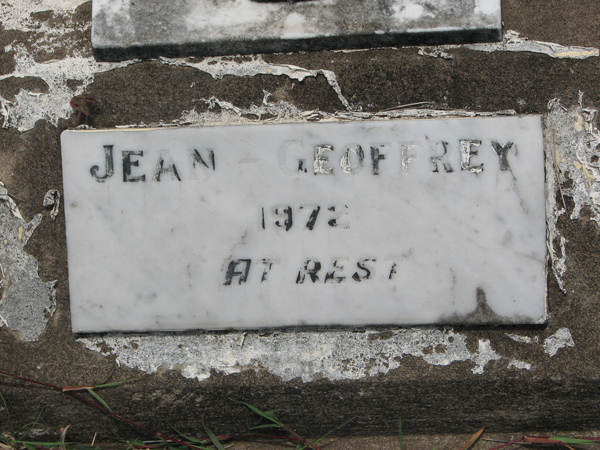 JEAN - GEOFFREY
1972
AT REST